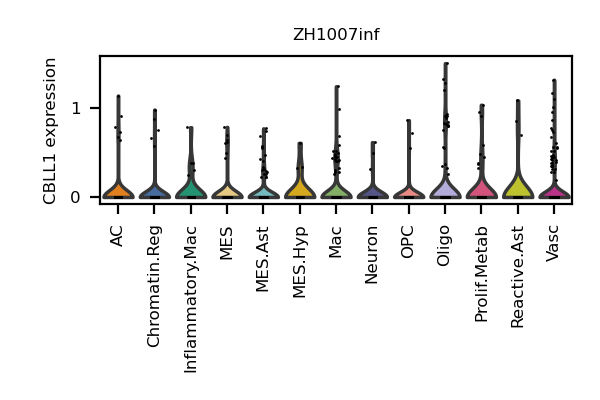 ZH1007inf
CBLL1 expression
1
0
AC
Chromatin.Reg
Inflammatory.Mac
MES
MES.Ast
MES.Hyp
Mac
Neuron
OPC
Oligo
Prolif.Metab
Reactive.Ast
Vasc